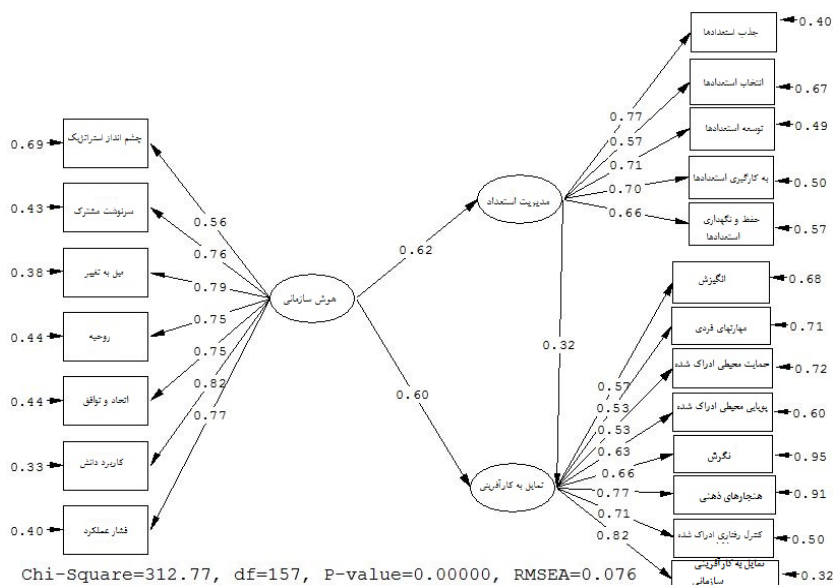 جذب استعدادها
0.40
انتخاب استعدادها
0.67
توسعه استعدادها
0.49
به کارگیری استعدادها
0.50
حفظ و نگهداری
استعدادها
0.57
0.77
0.57
0.71
0.70
0.66
مدیریت استعداد
چشم انداز استراتژیک
0.69
سرنوشت مشترک
0.43
میل به تغییر
0.38
روحیه
0.44
اتحاد و توافق
0.44
کاربرد دانش
0.33
فشار عملکرد
0.40
0.56
0.76
0.79
0.75
0.75
0.82
0.77
هوش سازمانی
0.62
0.60
0.32
تمایل به کارآفرینی
انگیزش
0.68
مهارتهای فردی
0.71
حمایت محیطی ادراک شده
0.72
پویایی محیطی ادراک شده
0.60
نگرش
0.95
هنجارهای ذهنی
0.91
کنترل رفتاری ادراک شده
0.50
تمایل به کارآفرینی
سازمانی
0.32
0.57
0.53
0.53
0.63
0.66
0.77
0.71
0.82
Chi-Square=312.77, df=157, P-value=0.00000, RMSEA=0.076